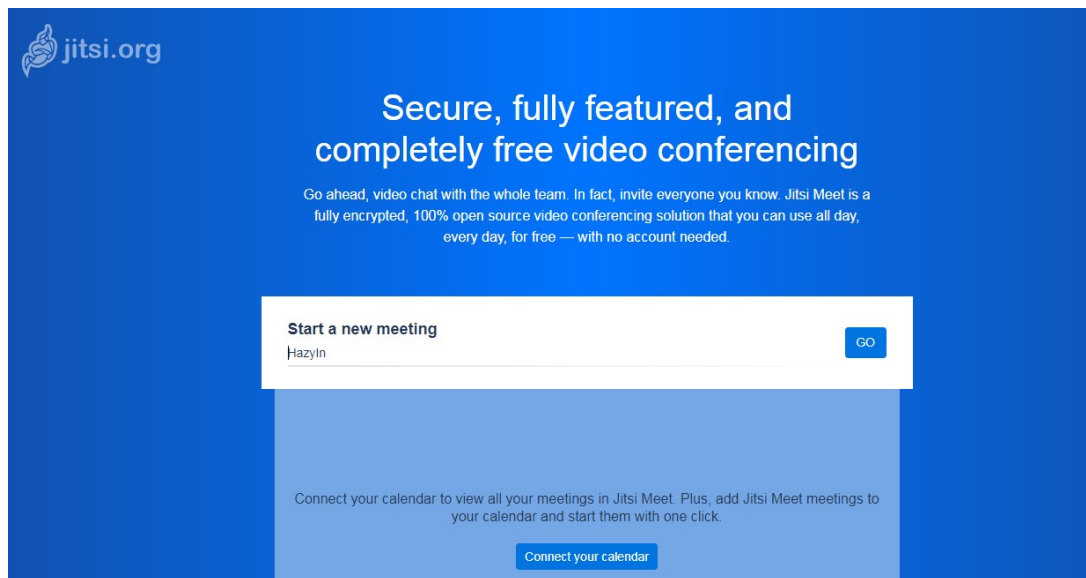 jitsi.org
Secure, fully featured, and
completely free video conferencing
Go ahead, video chat with the whole team. In fact, invite everyone you know. Jitsi Meet is a
fully encrypted, 100% open source video conferencing solution that you can use all day,
every day, for free — with no account needed.
Start a new meeting
HazyIn
GO
Connect your calendar to view all your meetings in Jitsi Meet. Plus, add Jitsi Meet meetings to
your calendar and start them with one click.
Connect your calendar